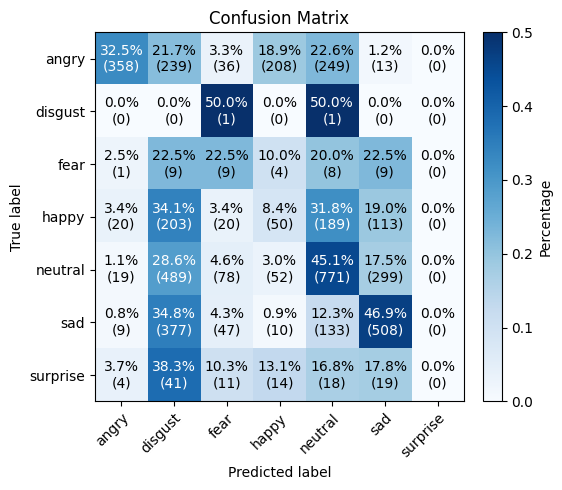 Confusion Matrix
True label
angry
32.5% 21.7% 3.3% 18.9% 22.6% 1.2% 0.0%
(358) (239) (36) (208) (249) (13) (0)
disgust
0.0% 0.0% 50.0% 0.0% 50.0% 0.0% 0.0%
(0) (0) (1) (0) (1) (0) (0)
fear
2.5% 22.5% 22.5% 10.0% 20.0% 22.5% 0.0%
(1) (9) (9) (4) (8) (9) (0)
happy
3.4% 34.1% 3.4% 8.4% 31.8% 19.0% 0.0%
(20) (203) (20) (50) (189) (113) (0)
neutral
1.1% 28.6% 4.6% 3.0% 45.1% 17.5% 0.0%
(19) (489) (78) (52) (771) (299) (0)
sad
0.8% 34.8% 4.3% 0.9% 12.3% 46.9% 0.0%
(9) (377) (47) (10) (133) (508) (0)
surprise
3.7% 38.3% 10.3% 13.1% 16.8% 17.8% 0.0%
(4) (41) (11) (14) (18) (19) (0)
angry disgust fear happy neutral sad surprise
Predicted label
0.5
0.4
0.3
0.2
0.1
0.0
Percentage